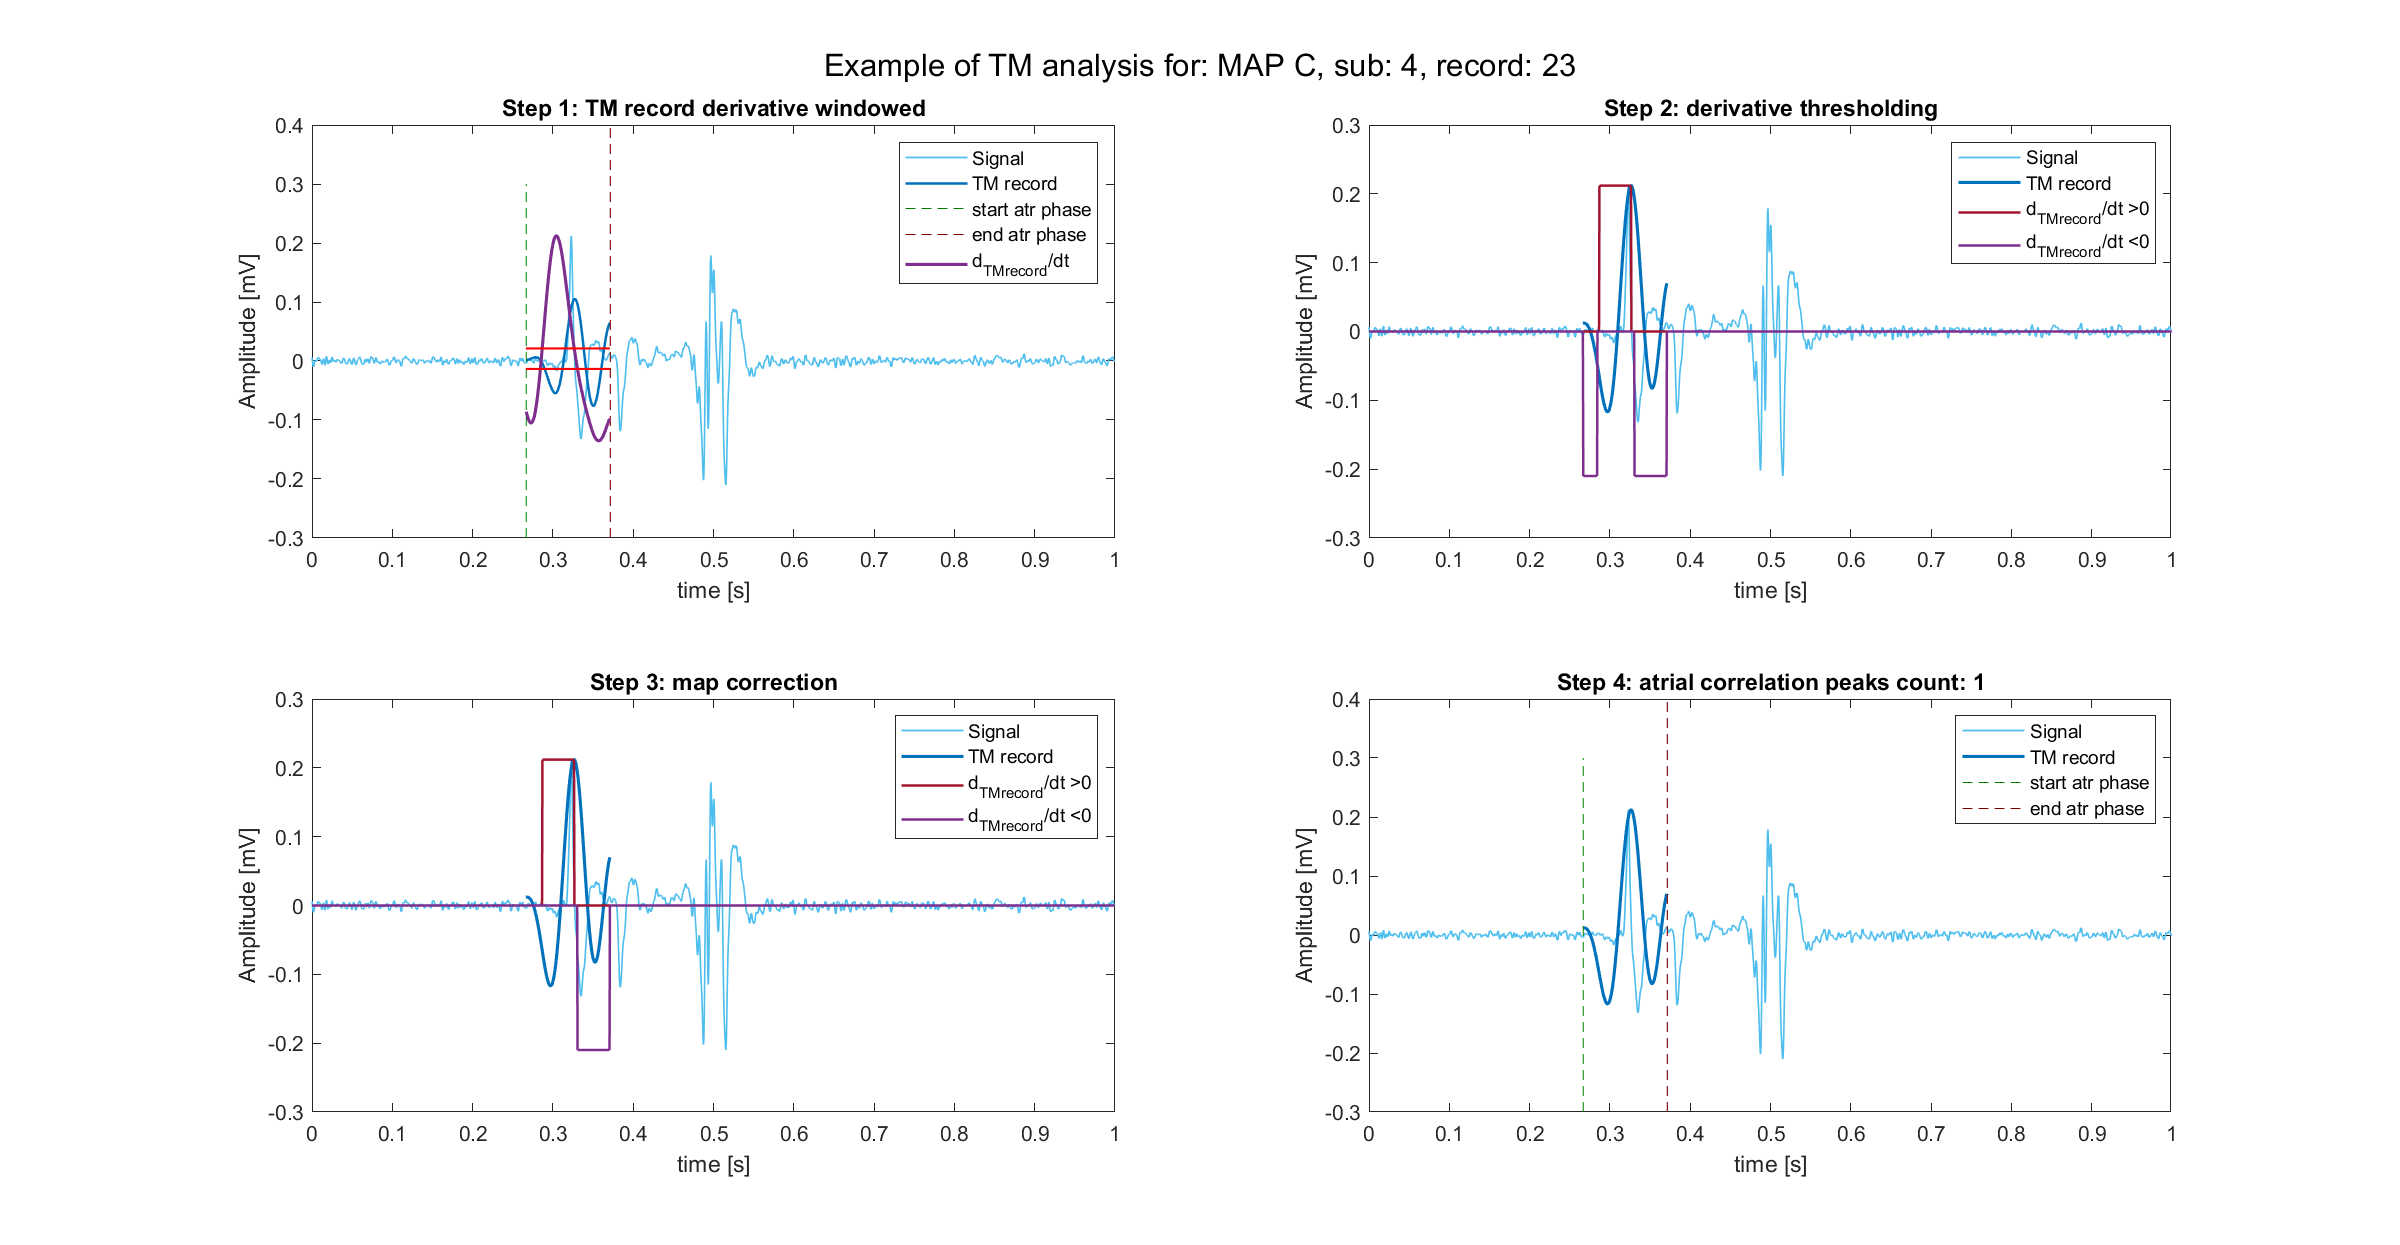 Example of TM analysis for: MAP C, sub: 4, record: 23
Step 1: TM record derivative windowed
0.4
0.3
0.2
0.1
0
-0.1
-0.2
-0.3
Amplitude [mV]
0 0.1 0.2 0.3 0.4 0.5 0.6 0.7 0.8 0.9 1
time [s]
Signal
TM record
start atr phase
end atr phase
dTMrecord/dt
Step 2: derivative thresholding
0.3
0.2
0.1
0
-0.1
-0.2
-0.3
Amplitude [mV]
0 0.1 0.2 0.3 0.4 0.5 0.6 0.7 0.8 0.9 1
time [s]
Signal
TM record
dTMrecord/dt >0
dTMrecord/dt <0
Step 3: map correction
0.3
0.2
0.1
0
-0.1
-0.2
-0.3
Amplitude [mV]
0 0.1 0.2 0.3 0.4 0.5 0.6 0.7 0.8 0.9 1
time [s]
Signal
TM record
dTMrecord/dt >0
dTMrecord/dt <0
Step 4: atrial correlation peaks count: 1
0.4
0.3
0.2
0.1
0
-0.1
-0.2
-0.3
Amplitude [mV]
0 0.1 0.2 0.3 0.4 0.5 0.6 0.7 0.8 0.9 1
time [s]
Signal
TM record
start atr phase
end atr phase